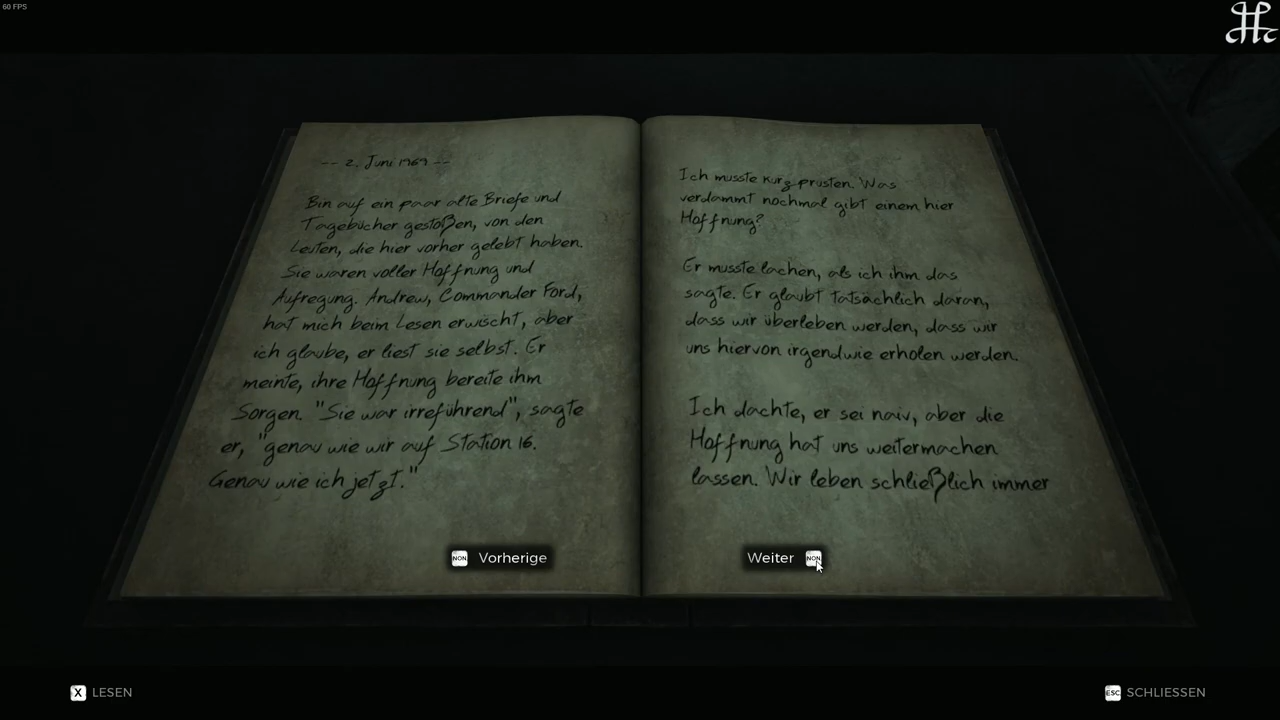 60 FPS
-- 2. Juni 1969 --
Bin auf ein paar alte Briefe und
Tagebücher gestoßen, von den
Leuten, die hier vorher gelebt haben.
Sie waren voller Hoffnung und
Aufregung. Andrew, Commander Ford,
hat mich beim Lesen erwischt, aber
ich glaube, er liest sie selbst. Er
meinte, ihre Hoffnung bereite ihm
Sorgen. "Sie war irreführend", sagte
er, "genau wie wir auf Station 16.
Genau wie ich jetzt."
Ich musste kurz prusten. Was
verdammt nochmal gibt einem hier
Hoffnung?
Er musste lachen, als ich ihm das
sagte. Er glaubt tatsächlich daran,
dass wir überleben werden, dass wir
uns hiervon irgendwie erholen werden.
Ich dachte, er sei naiv, aber die
Hoffnung hat uns weitermachen
lassen. Wir leben schließlich immer
NON Vorherige
Weiter NON
X LESEN
ESC SCHLIESSEN